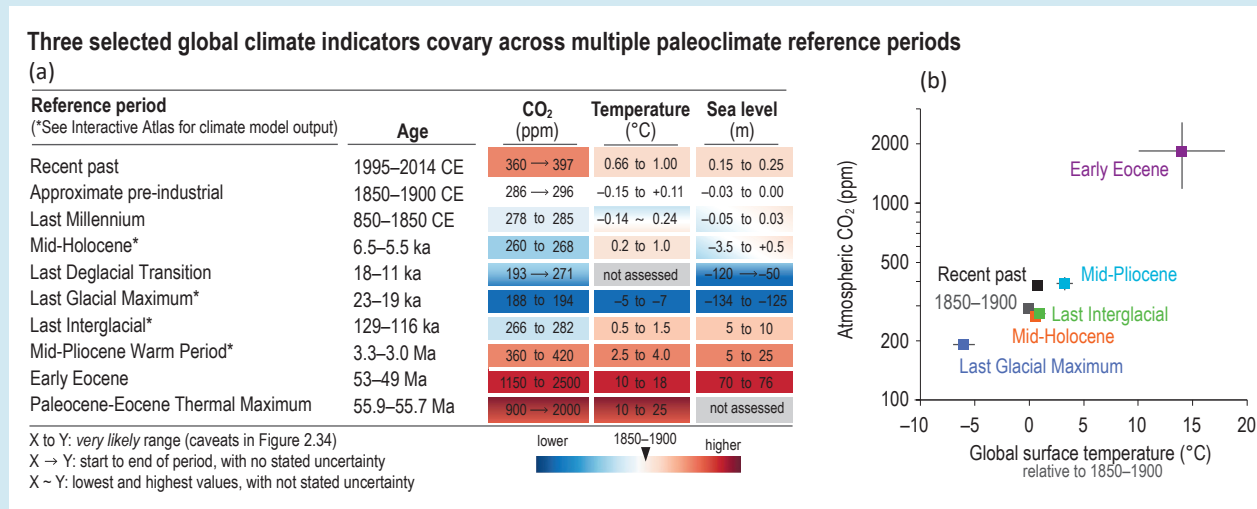 Three selected global climate indicators covary across multiple paleoclimate reference periods
(a)
Reference period
(*See Interactive Atlas for climate model output)
Age
CO₂
(ppm)
Temperature
(°C)
Sea level
(m)
Recent past 1995–2014 CE 360 → 397 0.66 to 1.00 0.15 to 0.25
Approximate pre-industrial 1850–1900 CE 286 → 296 –0.15 to +0.11 –0.03 to 0.00
Last Millennium 850–1850 CE 278 to 285 –0.14 ~ 0.24 –0.05 to 0.03
Mid-Holocene* 6.5–5.5 ka 260 to 268 0.2 to 1.0 –3.5 to +0.5
Last Deglacial Transition 18–11 ka 193 → 271 not assessed –120 → –50
Last Glacial Maximum* 23–19 ka 188 to 194 –5 to –7 –134 to –125
Last Interglacial* 129–116 ka 266 to 282 0.5 to 1.5 5 to 10
Mid-Pliocene Warm Period* 3.3–3.0 Ma 360 to 420 2.5 to 4.0 5 to 25
Early Eocene 53–49 Ma 1150 to 2500 10 to 18 70 to 76
Paleocene-Eocene Thermal Maximum 55.9–55.7 Ma 900 → 2000 10 to 25 not assessed
X to Y: very likely range (caveats in Figure 2.34)
X → Y: start to end of period, with no stated uncertainty
X ~ Y: lowest and highest values, with not stated uncertainty
lower 1850–1900 higher
(b)
Atmospheric CO₂ (ppm)
2000
1000
500
200
100
Early Eocene
Recent past
Mid-Pliocene
1850–1900
Last Interglacial
Mid-Holocene
Last Glacial Maximum
–10 –5 0 5 10 15 20
Global surface temperature (°C)
relative to 1850–1900